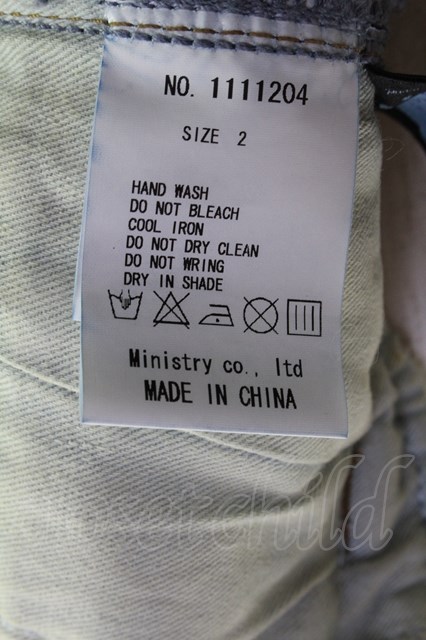 NO. 1111204
SIZE 2
HAND WASH
DO NOT BLEACH
COOL IRON
DO NOT DRY CLEAN
DO NOT WRING
DRY IN SHADE
Ministry co., ltd
MADE IN CHINA